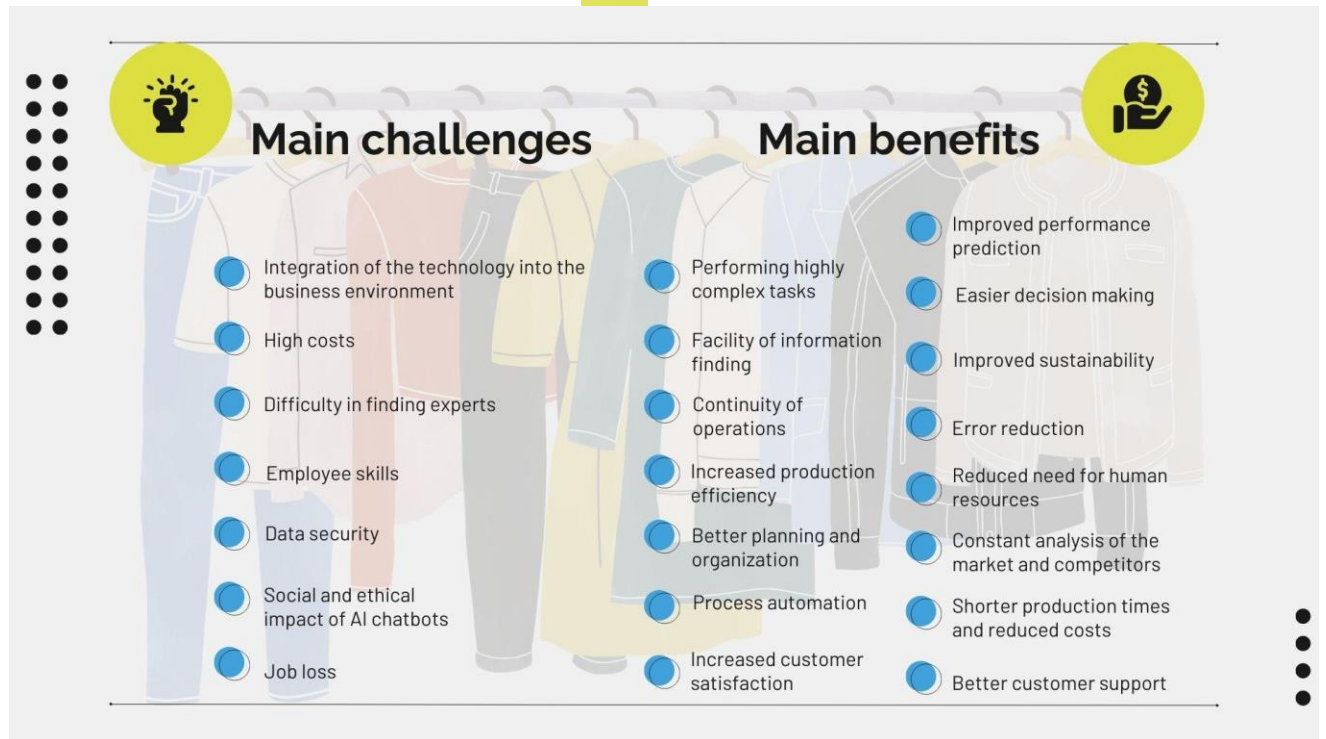 Main challenges
Integration of the technology into the
business environment
High costs
Difficulty in finding experts
Employee skills
Data security
Social and ethical
impact of AI chatbots
Job loss
Main benefits
Performing highly
complex tasks
Facility of information
finding
Continuity of
operations
Increased production
efficiency
Better planning and
organization
Process automation
Increased customer
satisfaction
Improved performance
prediction
Easier decision making
Improved sustainability
Error reduction
Reduced need for human
resources
Constant analysis of the
market and competitors
Shorter production times
and reduced costs
Better customer support
$